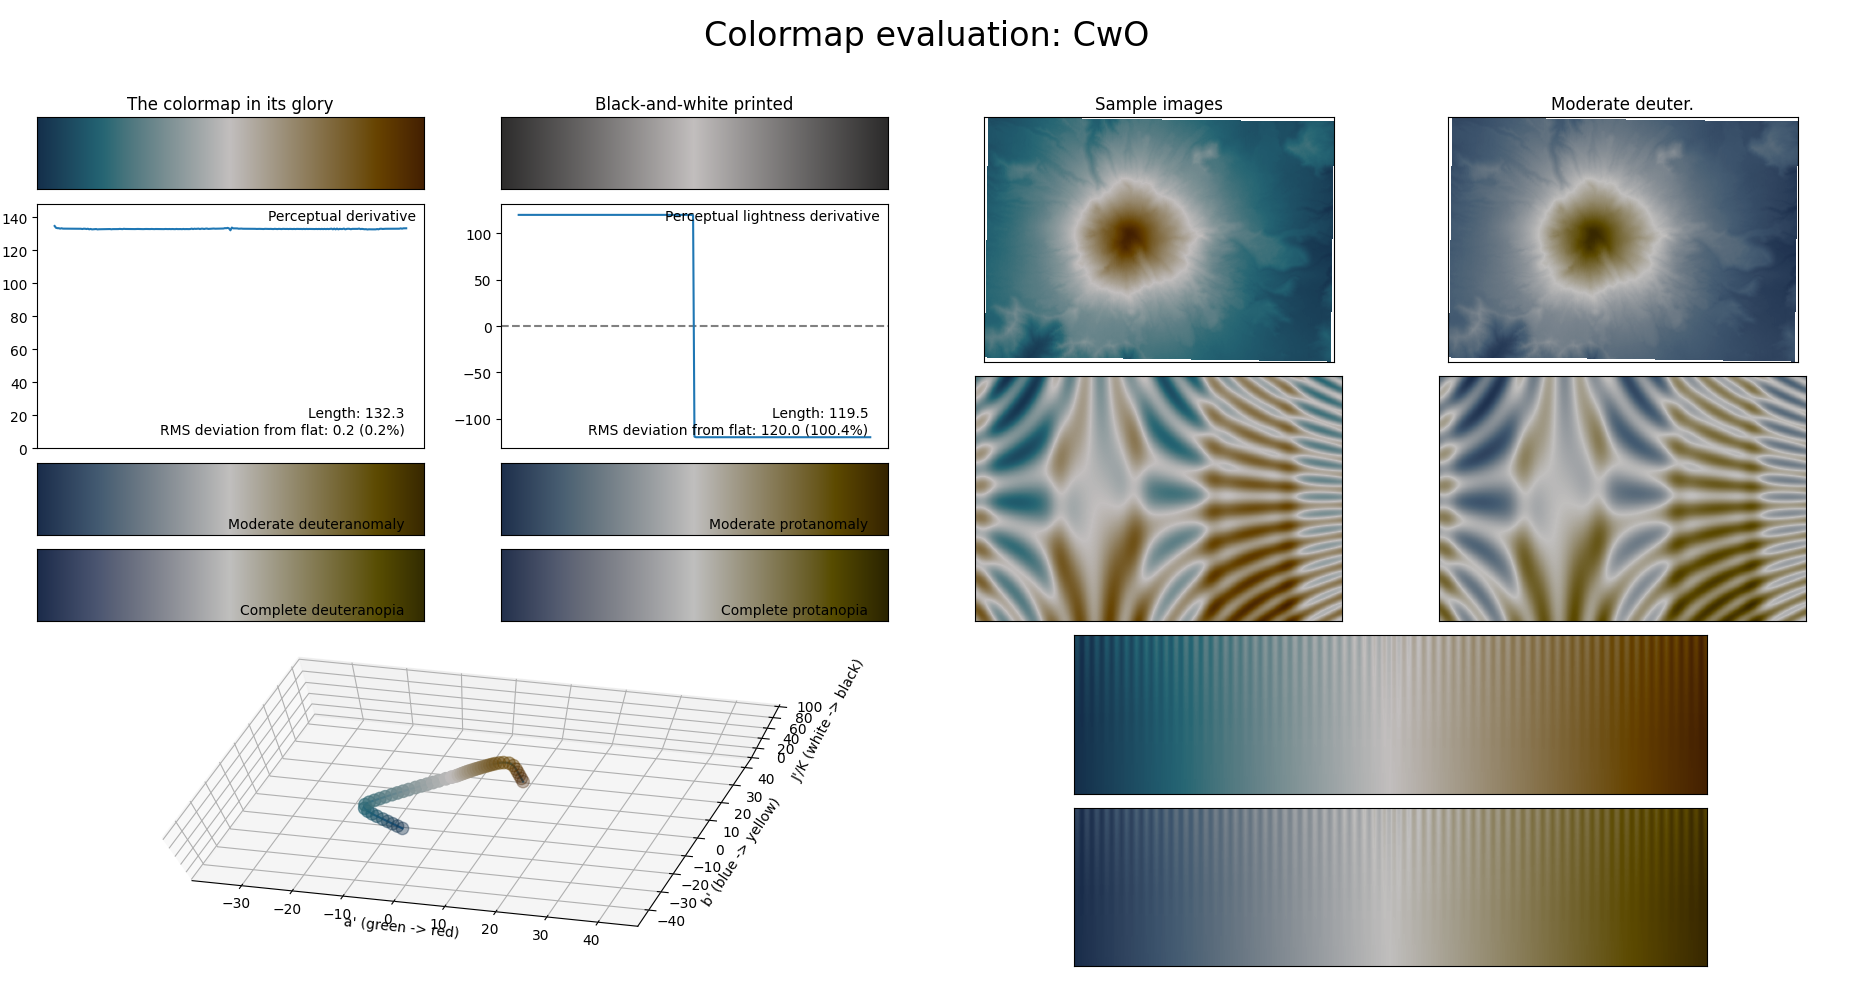 Colormap evaluation: CwO
The colormap in its glory
Black-and-white printed
Sample images
Moderate deuter.
Perceptual derivative
140
120
100
80
60
40
20
0
Length: 132.3
RMS deviation from flat: 0.2 (0.2%)
Perceptual lightness derivative
100
50
0
−50
−100
Length: 119.5
RMS deviation from flat: 120.0 (100.4%)
Moderate deuteranomaly
Moderate protanomaly
Complete deuteranopia
Complete protanopia
100
80
60
40
20
0
J'/K (white -> black)
40
30
20
10
0
−10
−20
−30
−40
b' (blue -> yellow)
−30
−20
−10
0
10
20
30
40
a' (green -> red)